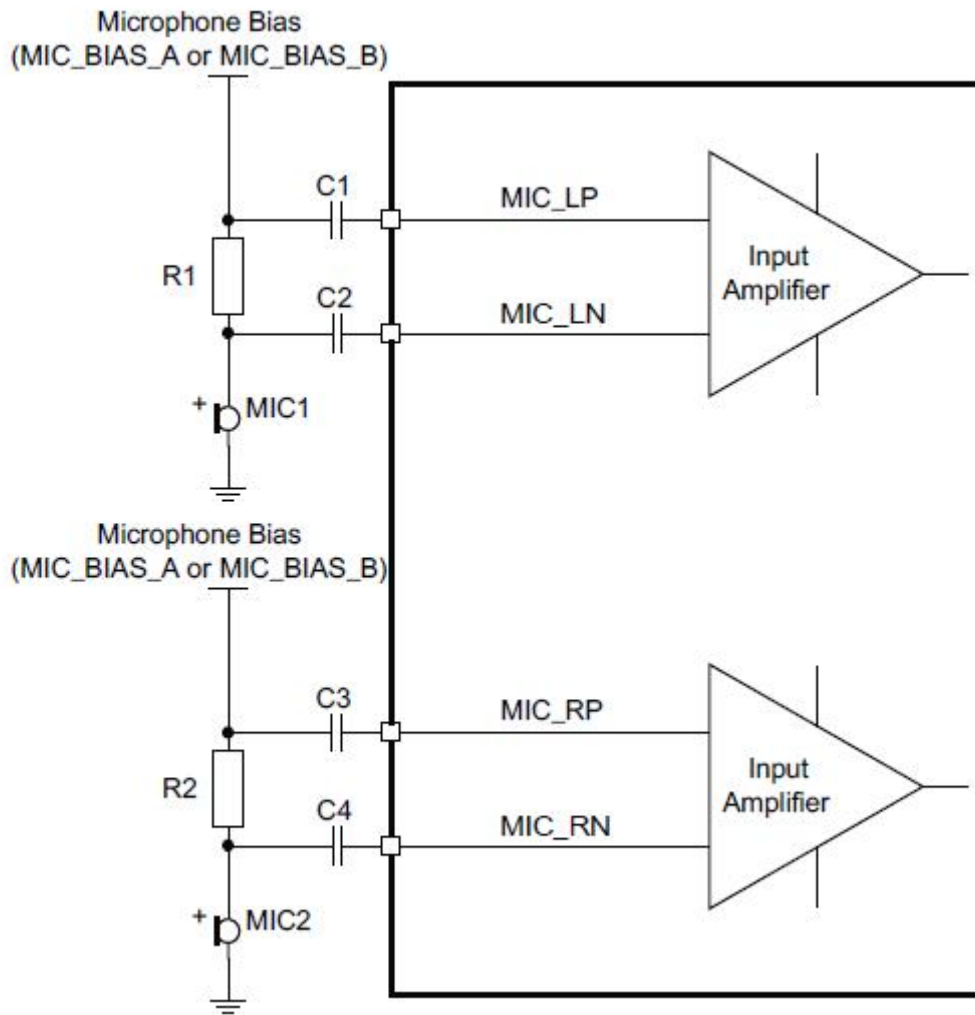 Microphone Bias
(MIC_BIAS_A or MIC_BIAS_B)
C1
MIC_LP
R1
Input
Amplifier
C2
MIC_LN
+
MIC1
Microphone Bias
(MIC_BIAS_A or MIC_BIAS_B)
C3
MIC_RP
R2
Input
Amplifier
C4
MIC_RN
+
MIC2